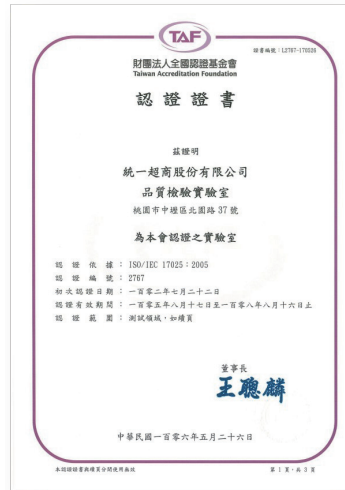 TAF
證書編號：L2767-170526
財團法人全國認證基金會
Taiwan Accreditation Foundation
認證證書
茲證明
統一超商股份有限公司
品質檢驗實驗室
桃園市中壢區北園路 37 號
為本會認證之實驗室
認證依據：ISO/IEC 17025：2005
認證編號：2767
初次認證日期：一百零二年七月二十二日
認證有效期間：一百零五年八月十七日至一百零八年八月十六日止
認證範圍：測試領域，如續頁
董事長
王聰麟
中華民國一百零六年五月二十六日
本認證證書與續頁分開使用無效
第 1 頁，共 3 頁